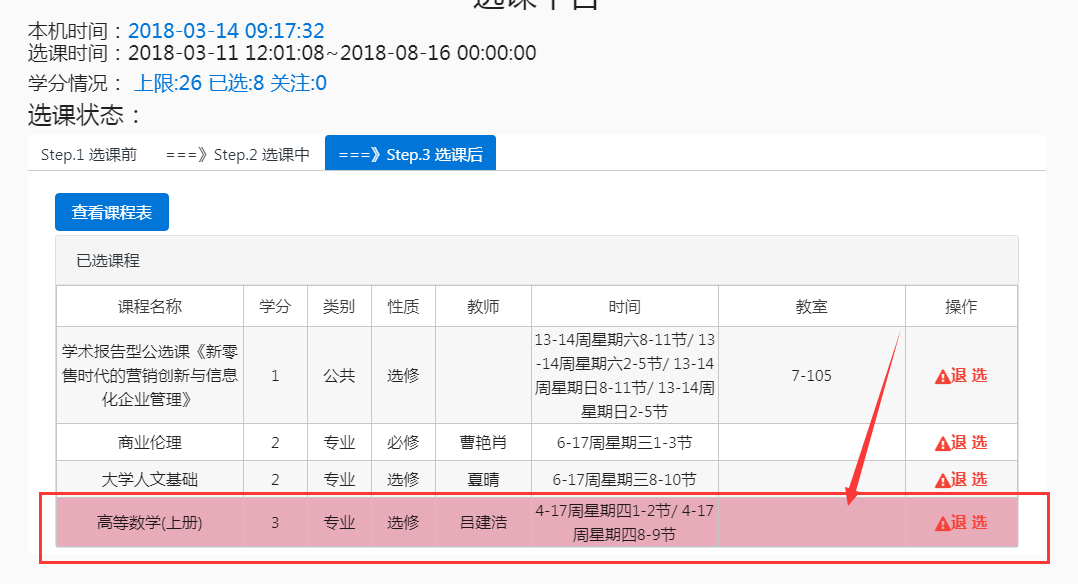 选课平台
本机时间：2018-03-14 09:17:32
选课时间：2018-03-11 12:01:08~2018-08-16 00:00:00
学分情况： 上限:26 已选:8 关注:0
选课状态：
Step.1 选课前 ===》Step.2 选课中 ===》Step.3 选课后
查看课程表
已选课程
课程名称 学分 类别 性质 教师 时间 教室 操作
学术报告型公选课《新零
售时代的营销创新与信息
化企业管理》
1 公共 选修
13-14周星期六8-11节/ 13
-14周星期六2-5节/ 13-14
周星期日8-11节/ 13-14周
星期日2-5节
7-105 退 选
商业伦理 2 专业 必修 曹艳肖 6-17周星期三1-3节 退 选
大学人文基础 2 专业 选修 夏晴 6-17周星期三8-10节 退 选
高等数学(上册) 3 专业 选修 吕建浩
4-17周星期四1-2节/ 4-17
周星期四8-9节
退 选